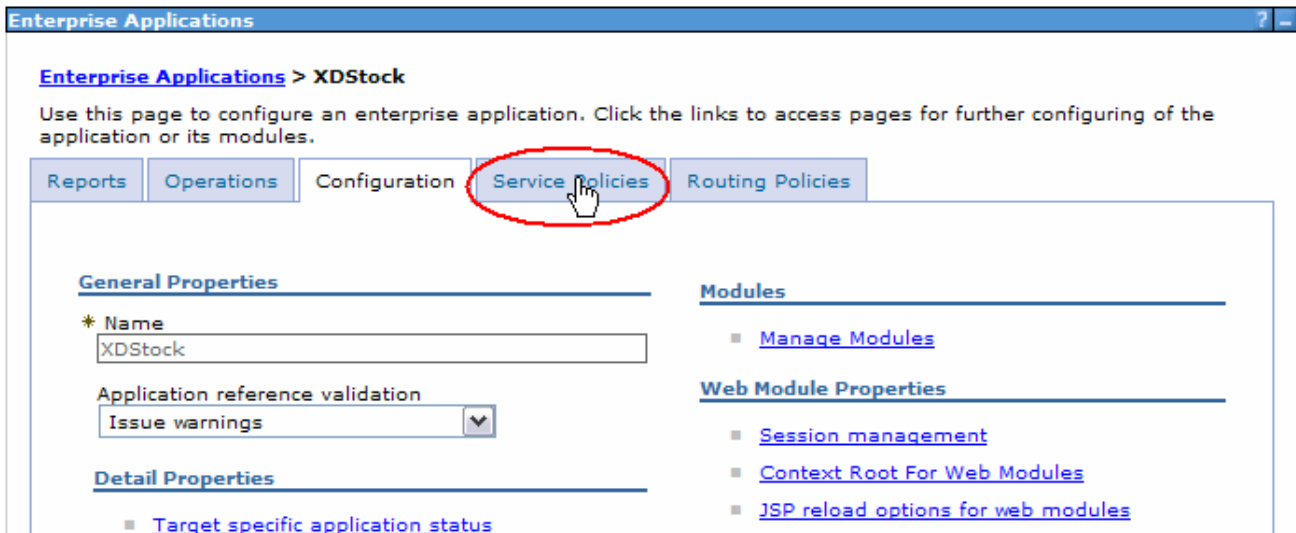 Enterprise Applications
?
Enterprise Applications > XDStock
Use this page to configure an enterprise application. Click the links to access pages for further configuring of the
application or its modules.
Reports
Operations
Configuration
Service Policies
Routing Policies
General Properties
* Name
XDStock
Application reference validation
Issue warnings
Detail Properties
Target specific application status
Modules
Manage Modules
Web Module Properties
Session management
Context Root For Web Modules
JSP reload options for web modules